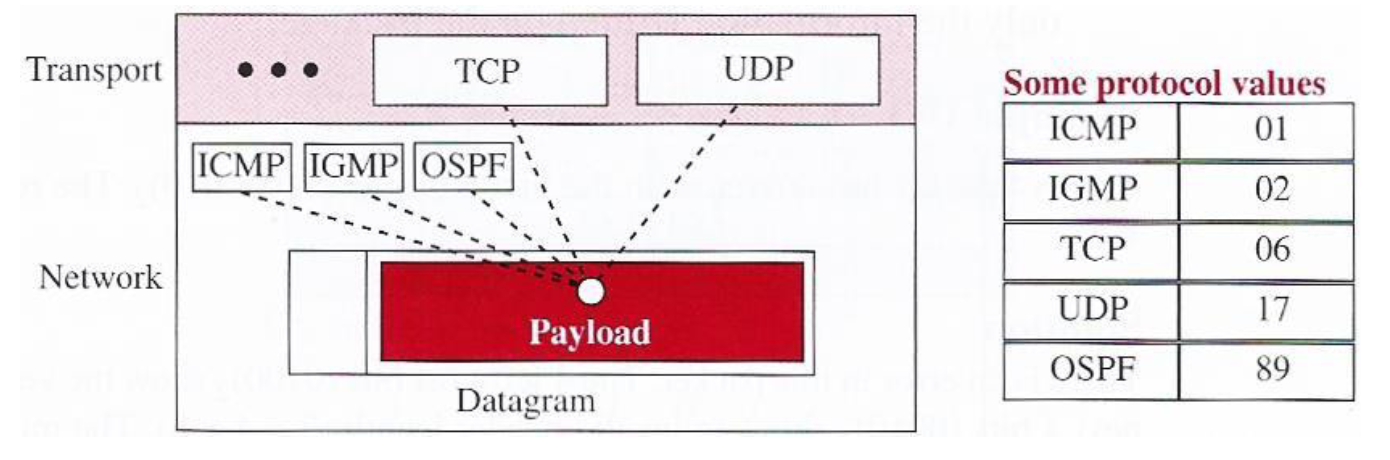 Transport
TCP
UDP
ICMP
IGMP
OSPF
Network
Payload
Datagram
Some protocol values
ICMP 01
IGMP 02
TCP 06
UDP 17
OSPF 89